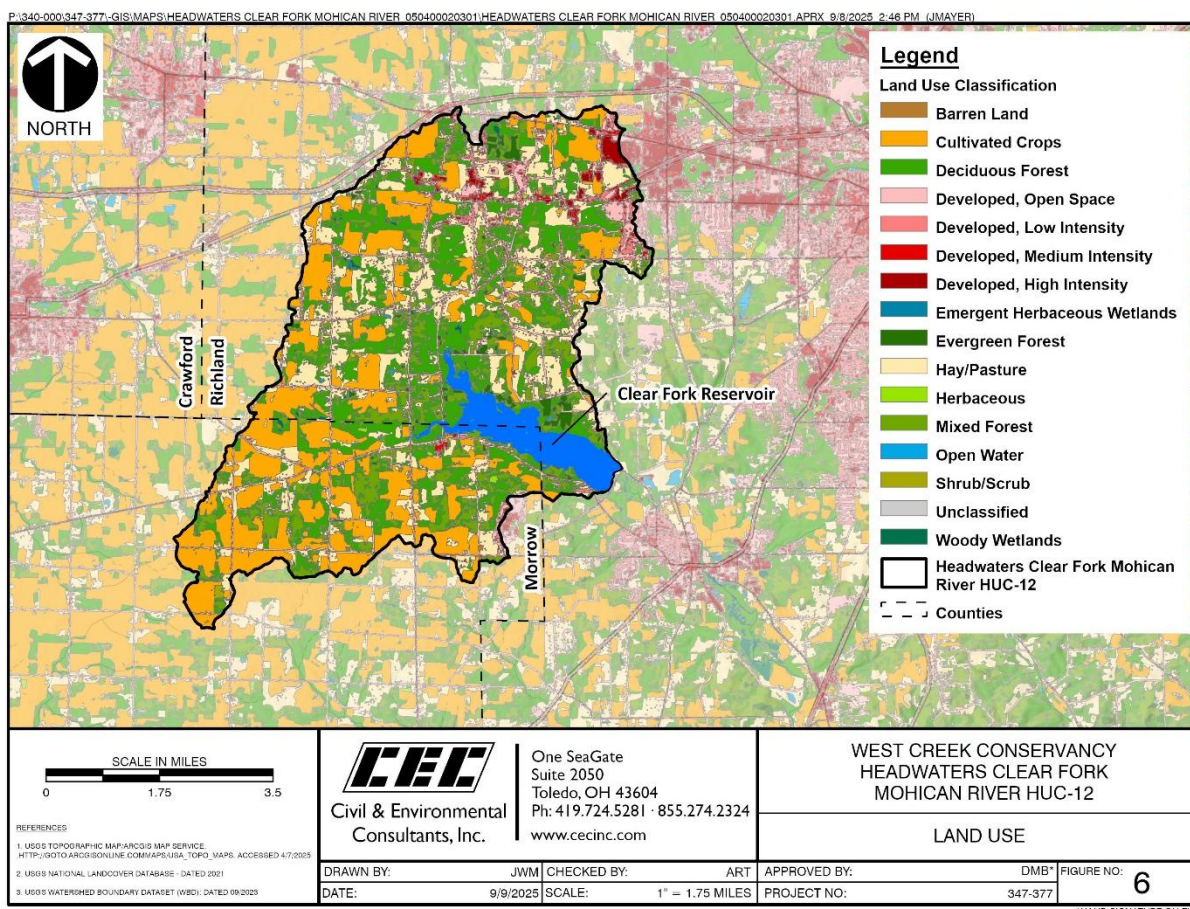 P:\340-000\347-377\-GIS\MAPS\HEADWATERS CLEAR FORK MOHICAN RIVER_050400020301\HEADWATERS CLEAR FORK MOHICAN RIVER_050400020301.APRX 9/8/2025 2:46 PM (JMAYER)
NORTH
Crawford
Richland
Clear Fork Reservoir
Morrow
Legend
Land Use Classification
Barren Land
Cultivated Crops
Deciduous Forest
Developed, Open Space
Developed, Low Intensity
Developed, Medium Intensity
Developed, High Intensity
Emergent Herbaceous Wetlands
Evergreen Forest
Hay/Pasture
Herbaceous
Mixed Forest
Open Water
Shrub/Scrub
Unclassified
Woody Wetlands
Headwaters Clear Fork Mohican
River HUC-12
Counties
SCALE IN MILES
0 1.75 3.5
REFERENCES
1. USGS TOPOGRAPHIC MAP/ARCGIS MAP SERVICE:
HTTP://GOTO.ARCGISONLINE.COM/MAPS/USA_TOPO_MAPS, ACCESSED 4/7/2025
2. USGS NATIONAL LANDCOVER DATABASE - DATED 2021
3. USGS WATERSHED BOUNDARY DATASET (WBD): DATED 09/2023
CEC
Civil & Environmental
Consultants, Inc.
One SeaGate
Suite 2050
Toledo, OH 43604
Ph: 419.724.5281 · 855.274.2324
www.cecinc.com
WEST CREEK CONSERVANCY
HEADWATERS CLEAR FORK
MOHICAN RIVER HUC-12
LAND USE
DRAWN BY: JWM CHECKED BY: ART APPROVED BY: DMB* FIGURE NO: 6
DATE: 9/9/2025 SCALE: 1" = 1.75 MILES PROJECT NO: 347-377